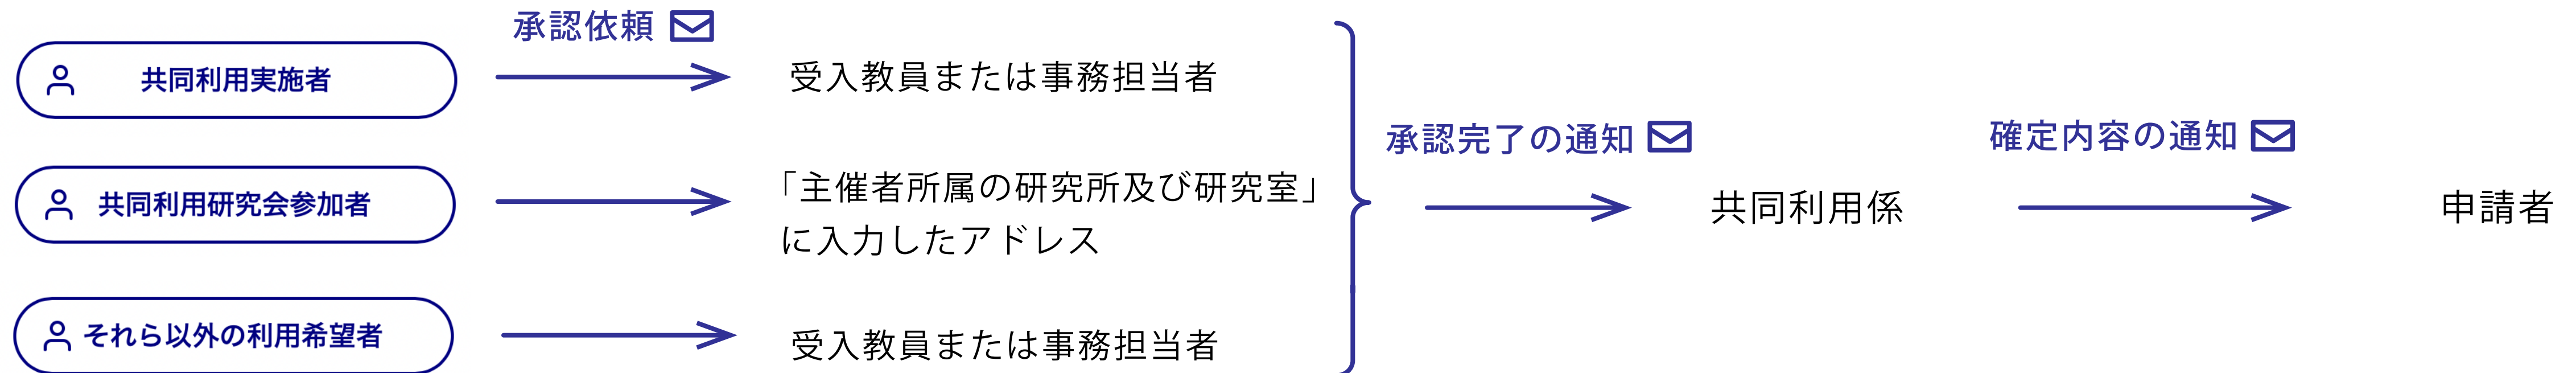 承認依頼
共同利用実施者
受入教員または事務担当者
共同利用研究会参加者
「主催者所属の研究所及び研究室」
に入力したアドレス
それら以外の利用希望者
受入教員または事務担当者
承認完了の通知
共同利用係
確定内容の通知
申請者